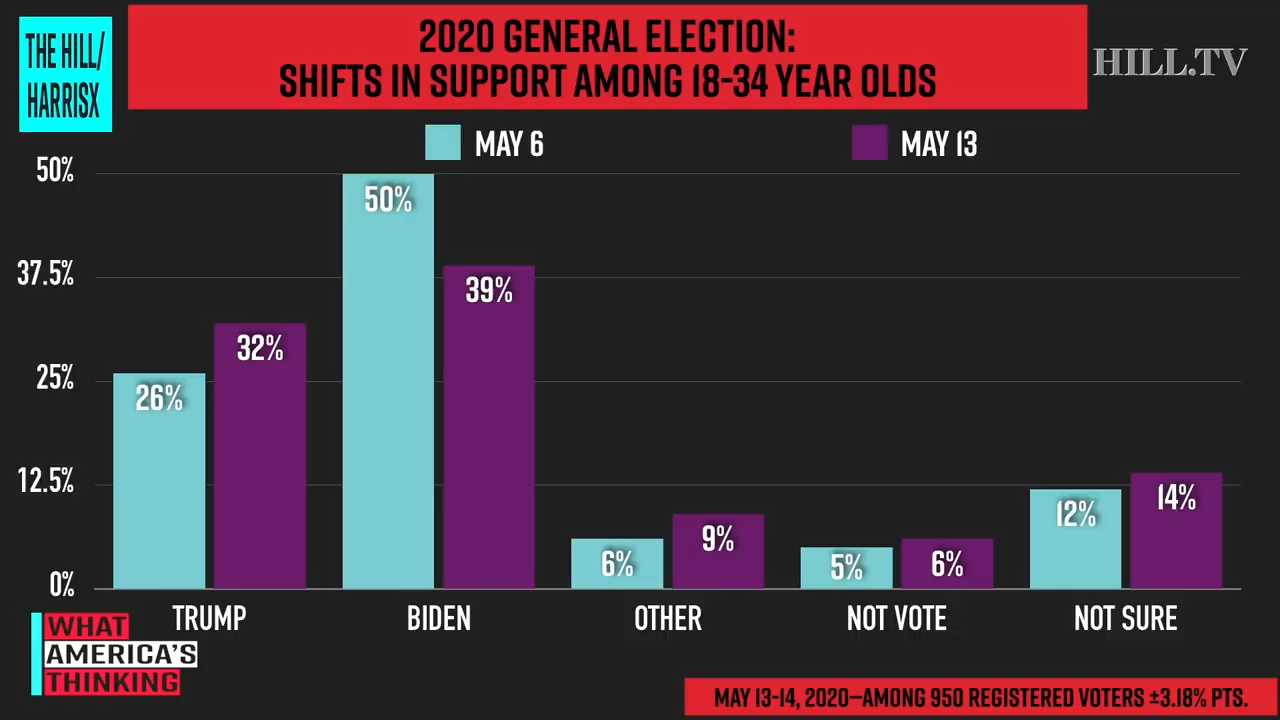 THE HILL/
HARRISX
2020 GENERAL ELECTION:
SHIFTS IN SUPPORT AMONG 18-34 YEAR OLDS
HILL.TV
MAY 6
MAY 13
50%
37.5%
25%
12.5%
0%
26%
32%
50%
39%
6%
9%
5%
6%
12%
14%
TRUMP
BIDEN
OTHER
NOT VOTE
NOT SURE
WHAT
AMERICA'S
THINKING
MAY 13-14, 2020—AMONG 950 REGISTERED VOTERS ±3.18% PTS.